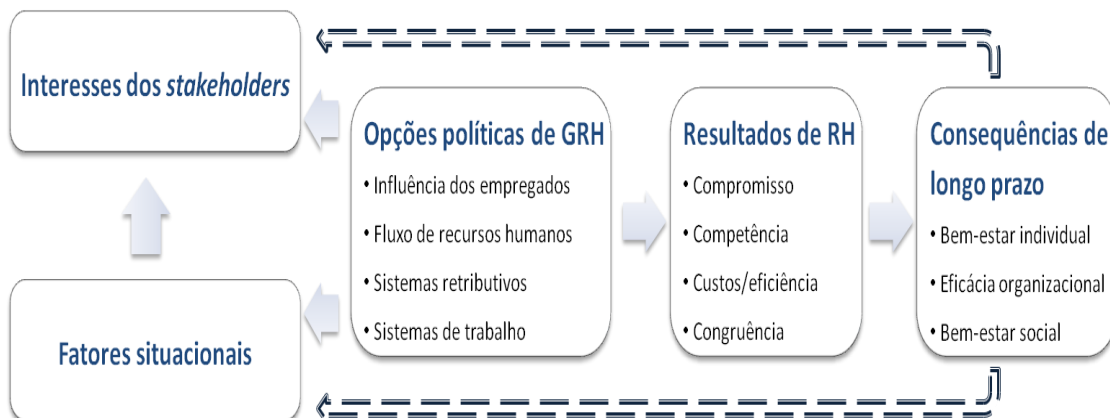 Interesses dos stakeholders
Fatores situacionais
Opções políticas de GRH
• Influência dos empregados
• Fluxo de recursos humanos
• Sistemas retributivos
• Sistemas de trabalho
Resultados de RH
• Compromisso
• Competência
• Custos/eficiência
• Congruência
Consequências de
longo prazo
• Bem-estar individual
• Eficácia organizacional
• Bem-estar social